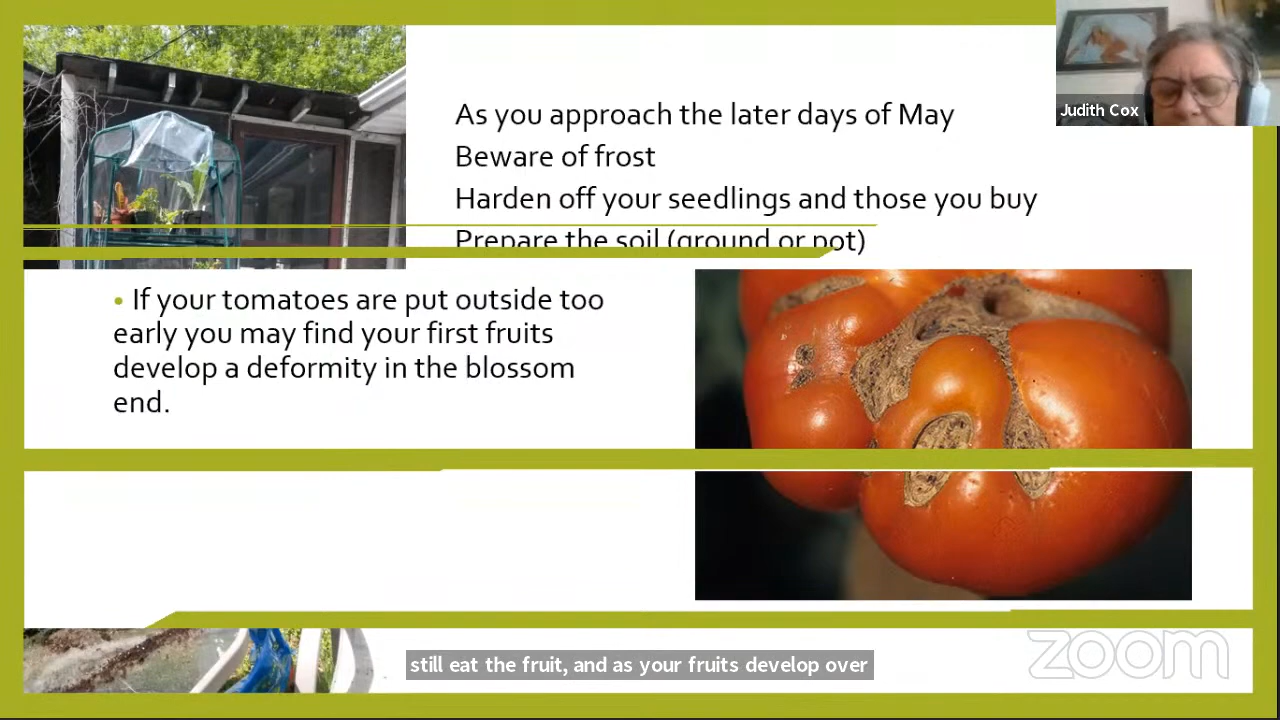 As you approach the later days of May
Beware of frost
Harden off your seedlings and those you buy
Prepare the soil (ground or pot)
Judith Cox
• If your tomatoes are put outside too
early you may find your first fruits
develop a deformity in the blossom
end.
still eat the fruit, and as your fruits develop over
zoom